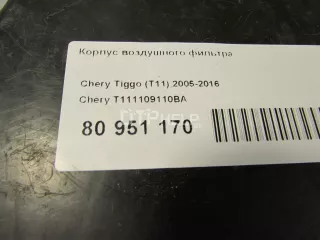 Корпус воздушного фильтра
Chery Tiggo (T11) 2005-2016
Chery T111109110BA
80 951 170